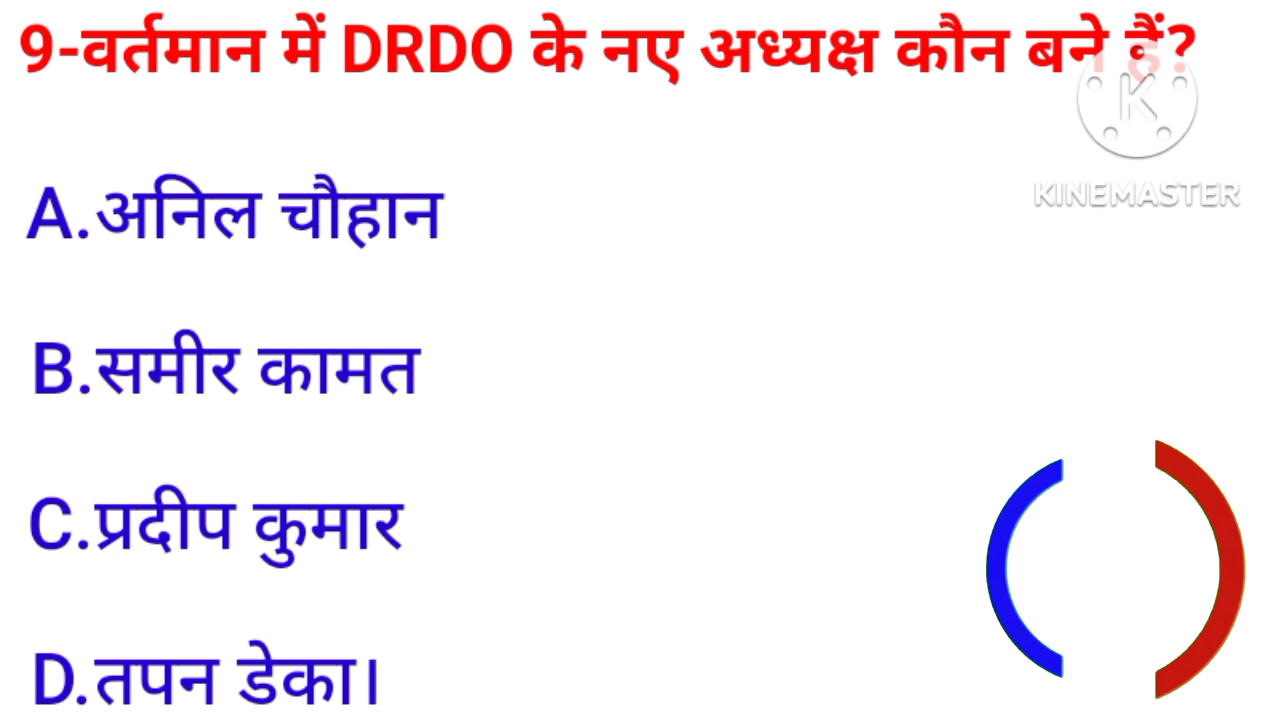 9-वर्तमान में DRDO के नए अध्यक्ष कौन बने हैं?
K
KINEMASTER
A.अनिल चौहान
B.समीर कामत
C.प्रदीप कुमार
D.तपन डेका।